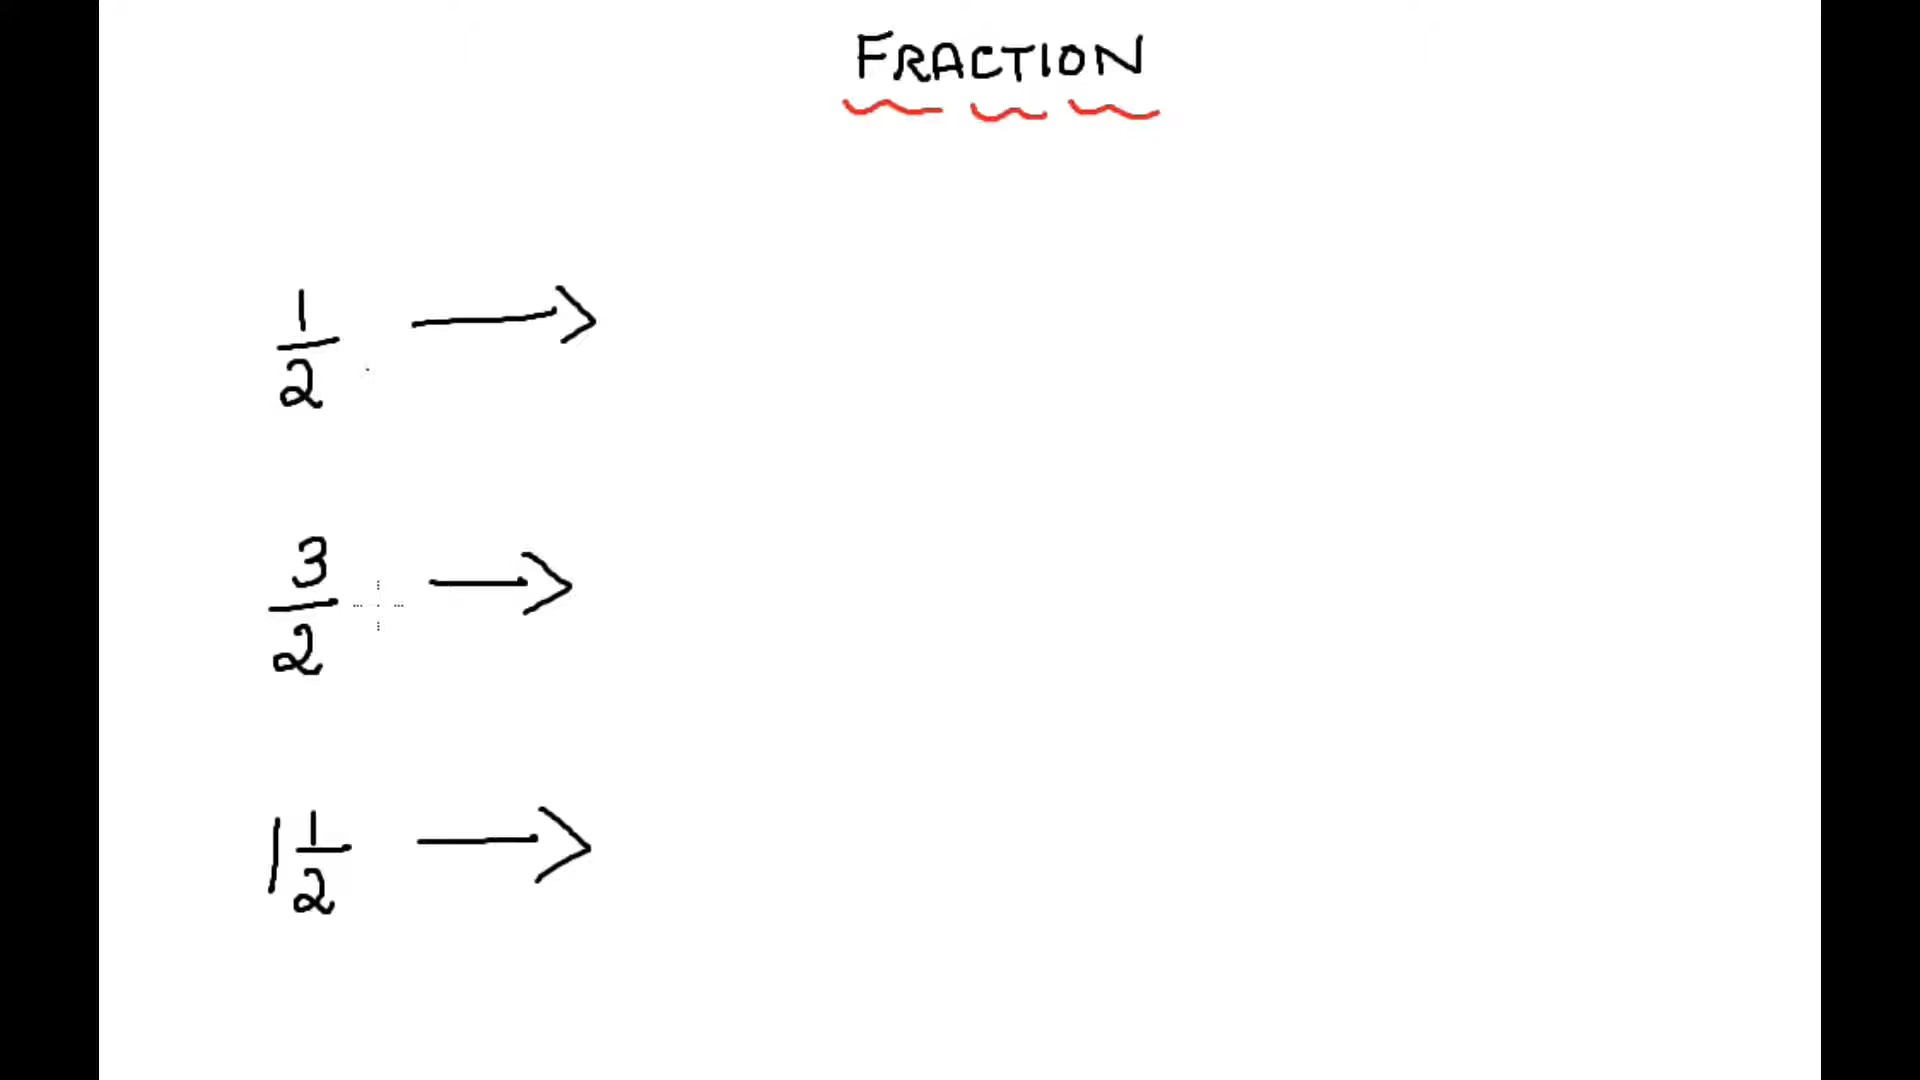 FRACTION
1/2 →
3/2 →
1 1/2 →